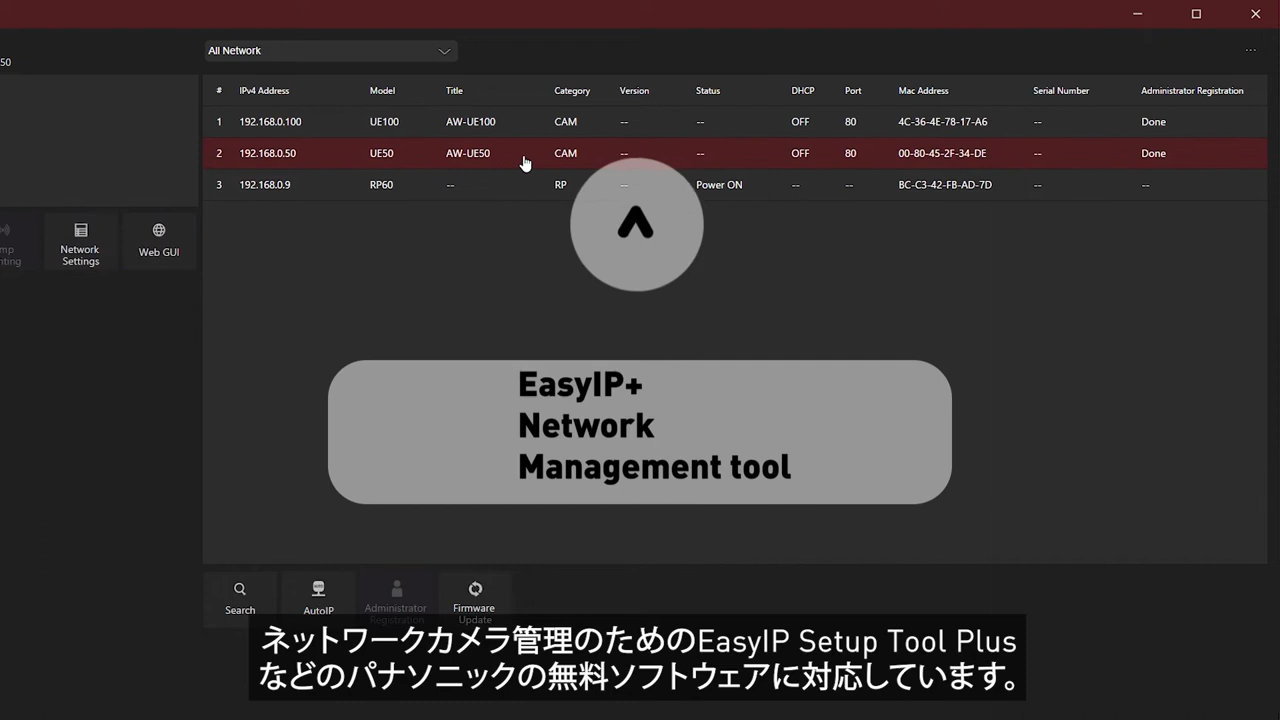 50
All Network
...
# IPv4 Address Model Title Category Version Status DHCP Port Mac Address Serial Number Administrator Registration
1 192.168.0.100 UE100 AW-UE100 CAM -- -- OFF 80 4C-36-4E-78-17-A6 -- Done
2 192.168.0.50 UE50 AW-UE50 CAM -- -- OFF 80 00-80-45-2F-34-DE -- Done
3 192.168.0.9 RP60 -- RP -- Power ON -- -- BC-C3-42-FB-AD-7D -- --
Network
Settings
Web GUI
EasyIP+
Network
Management tool
Search
AutoIP
Administrator
Registration
Firmware
Update
ネットワークカメラ管理のためのEasyIP Setup Tool Plus
などのパナソニックの無料ソフトウェアに対応しています。